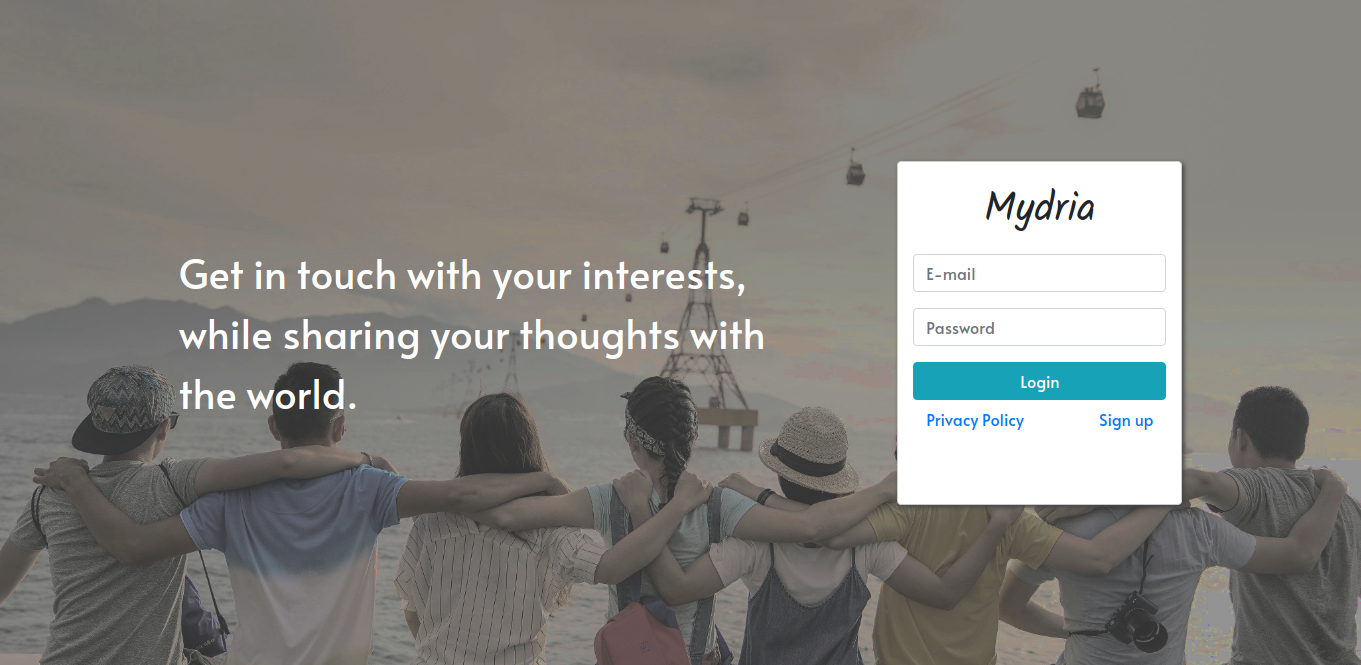 Get in touch with your interests,
while sharing your thoughts with
the world.
Mydria
E-mail
Password
Login
Privacy Policy
Sign up